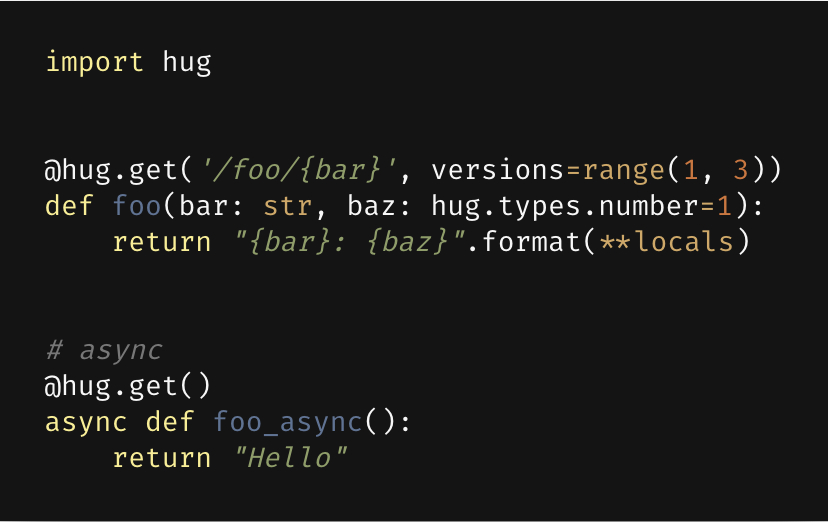 import hug
@hug.get('/foo/{bar}', versions=range(1, 3))
def foo(bar: str, baz: hug.types.number=1):
    return "{bar}: {baz}".format(**locals)
# async
@hug.get()
async def foo_async():
    return "Hello"